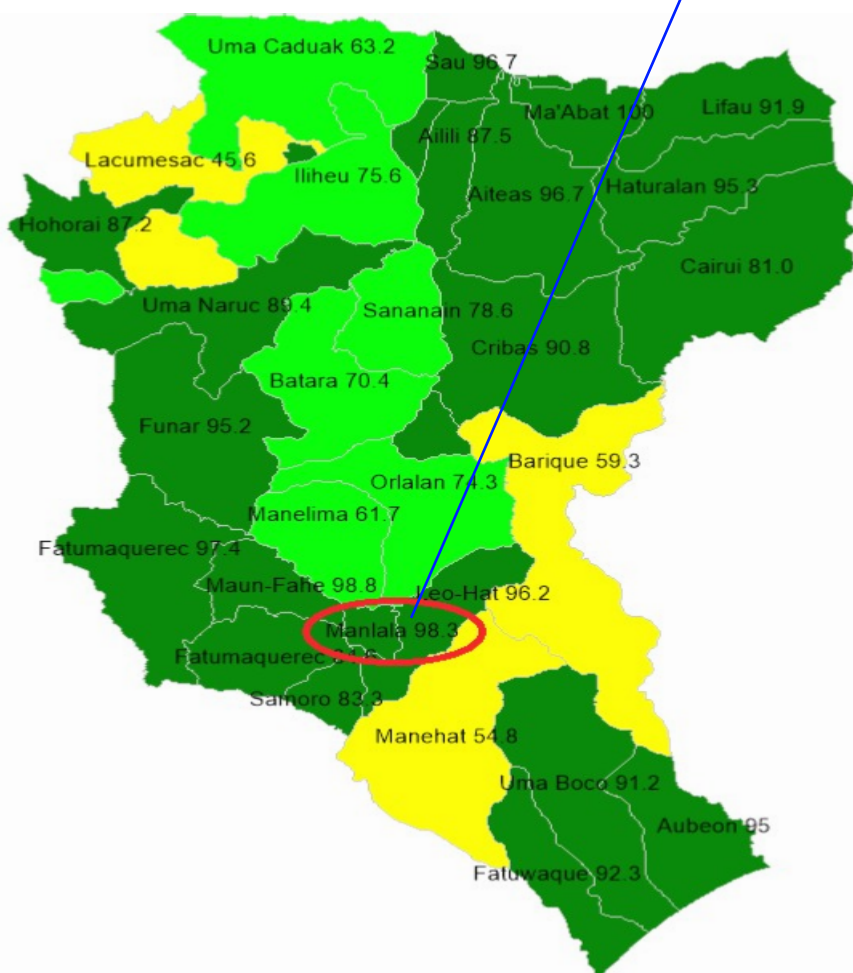 Uma Caduak 63.2
Sau 96.7
Ma'Abat 100
Lifau 91.9
Ailili 87.5
Lacumesac 45.6
Iliheu 75.6
Aiteas 96.7
Haturalan 95.3
Hohorai 87.2
Cairui 81.0
Uma Naruc 89.4
Sananain 78.6
Cribas 90.8
Batara 70.4
Funar 95.2
Barique 59.3
Orlalan 74.3
Manelima 61.7
Fatumaquerec 97.4
Maun-Fahe 98.8
Leo-Hat 96.2
Manlala 98.3
Fatumaquerec 84.6
Samoro 83.3
Manehat 54.8
Uma Boco 91.2
Aubeon 95
Fatuwaque 92.3